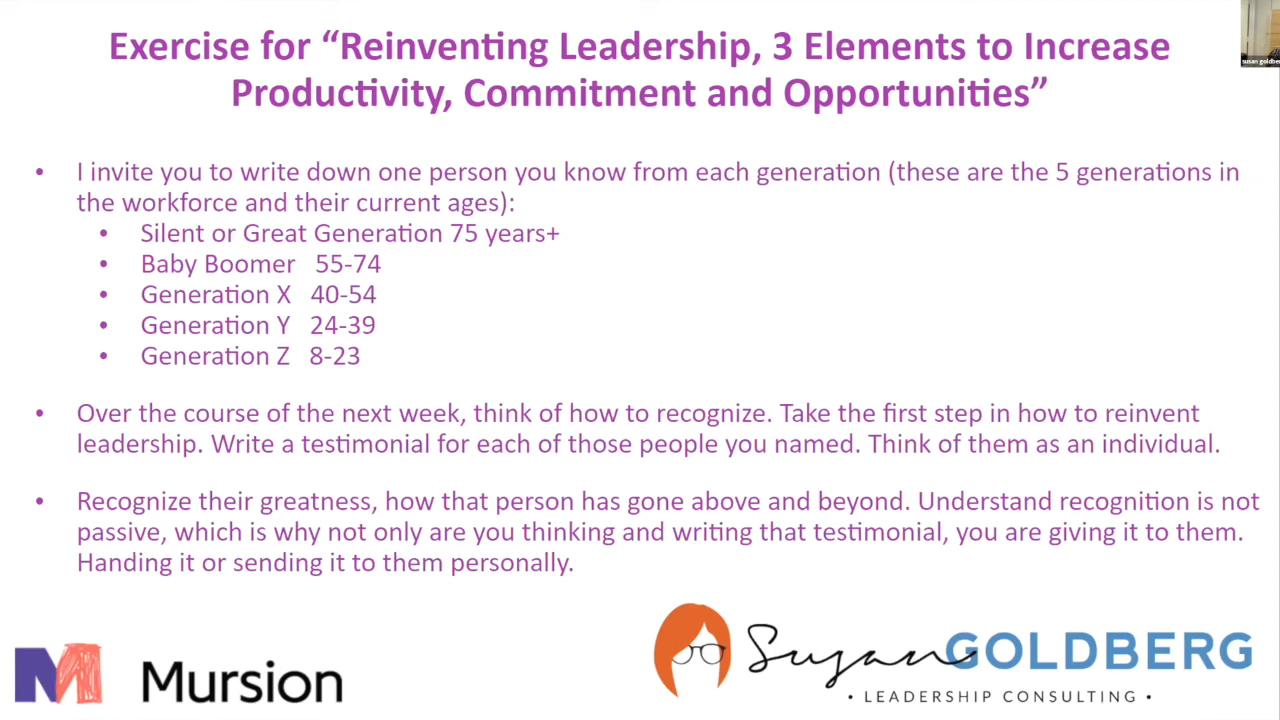 Exercise for “Reinventing Leadership, 3 Elements to Increase
Productivity, Commitment and Opportunities”
susan goldber
• I invite you to write down one person you know from each generation (these are the 5 generations in
the workforce and their current ages):
• Silent or Great Generation 75 years+
• Baby Boomer 55-74
• Generation X 40-54
• Generation Y 24-39
• Generation Z 8-23
• Over the course of the next week, think of how to recognize. Take the first step in how to reinvent
leadership. Write a testimonial for each of those people you named. Think of them as an individual.
• Recognize their greatness, how that person has gone above and beyond. Understand recognition is not
passive, which is why not only are you thinking and writing that testimonial, you are giving it to them.
Handing it or sending it to them personally.
M Mursion
Susan GOLDBERG
• LEADERSHIP CONSULTING •